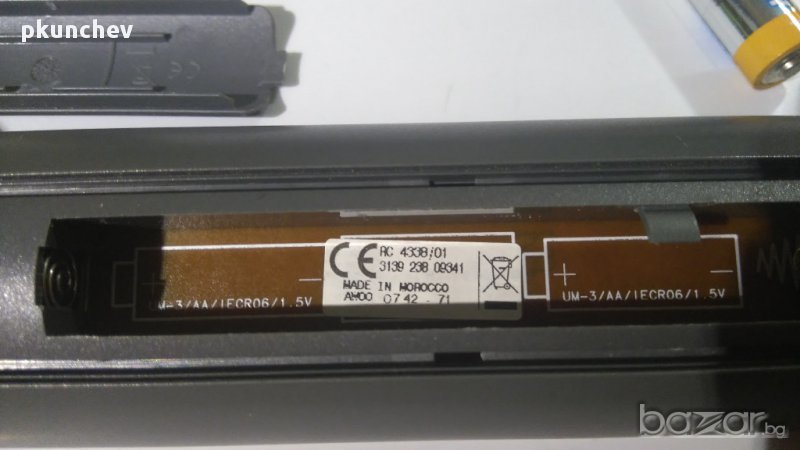 pkunchev
CE RC 4338/01
3139 238 09341
MADE IN MOROCCO
AM00 0742 . 71
+ −
UM-3/AA/IECR06/1.5V
+ −
UM-3/AA/IECR06/1.5V
bazar.bg